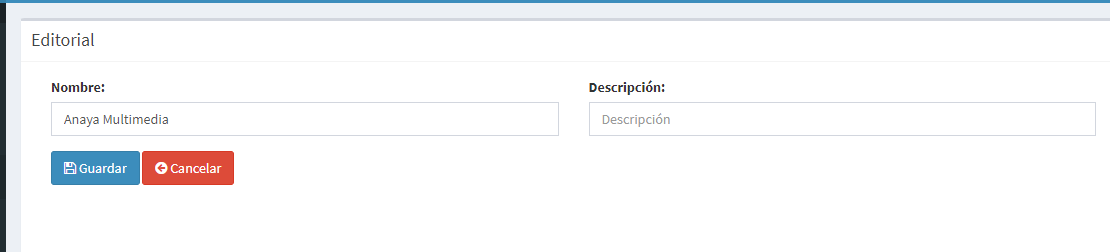 Editorial
Nombre: Descripción:
Anaya Multimedia Descripción
Guardar Cancelar